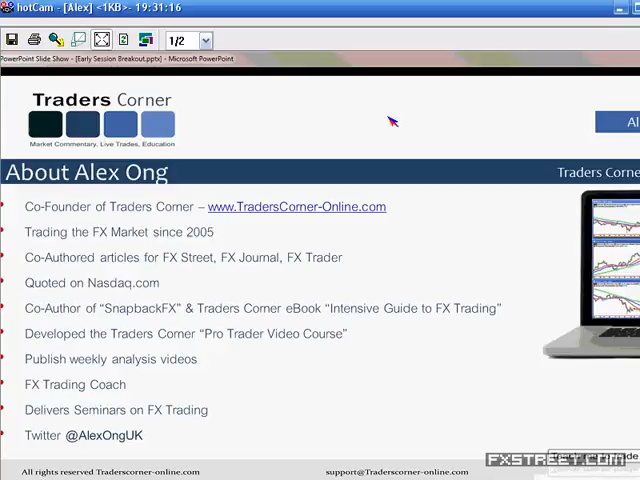 hotCam - [Alex] <1KB>- 19:31:16
1/2
PowerPoint Slide Show - [Early Session Breakout.pptx] - Microsoft PowerPoint
Traders Corner
Market Commentary, Live Trades, Education
Al
About Alex Ong
Traders Corne
Co-Founder of Traders Corner – www.TradersCorner-Online.com
Trading the FX Market since 2005
Co-Authored articles for FX Street, FX Journal, FX Trader
Quoted on Nasdaq.com
Co-Author of “SnapbackFX” & Traders Corner eBook “Intensive Guide to FX Trading”
Developed the Traders Corner “Pro Trader Video Course”
Publish weekly analysis videos
FX Trading Coach
Delivers Seminars on FX Trading
Twitter @AlexOngUK
FXSTREET.COM
All rights reserved Traderscorner-online.com
support@Traderscorner-online.com